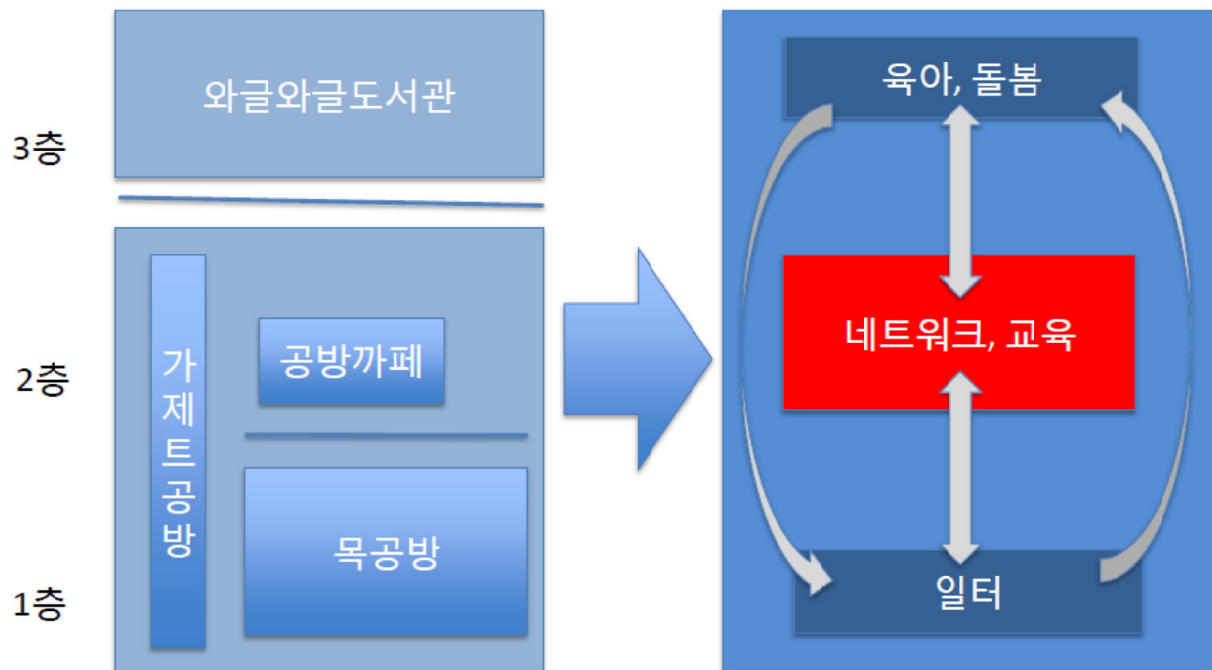 와글와글도서관
3층
가제트공방
공방까페
2층
목공방
1층
육아, 돌봄
네트워크, 교육
일터